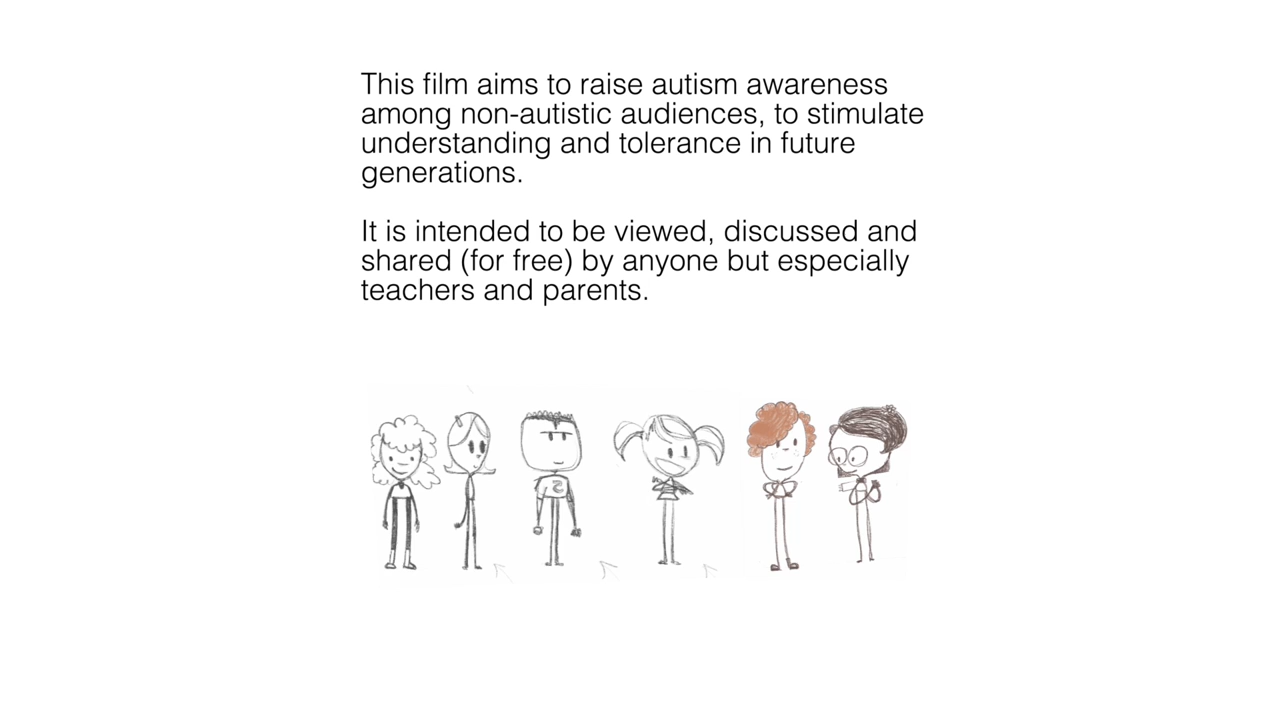 This film aims to raise autism awareness
among non-autistic audiences, to stimulate
understanding and tolerance in future
generations.
It is intended to be viewed, discussed and
shared (for free) by anyone but especially
teachers and parents.